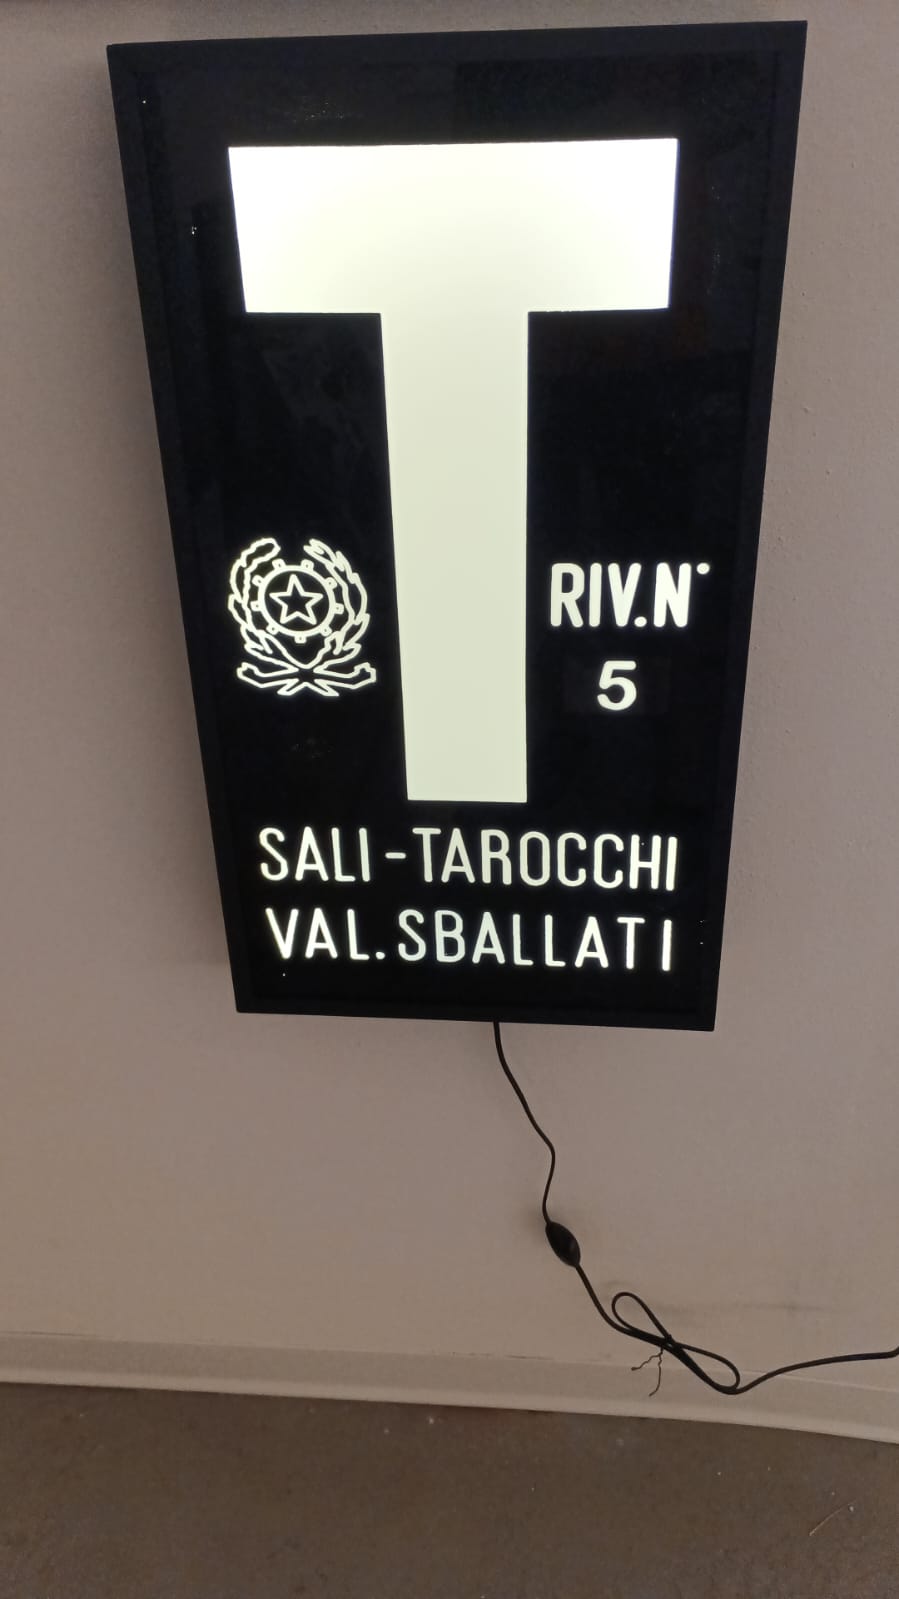 T
RIV.N°
5
SALI-TAROCCHI
VAL.SBALLATI